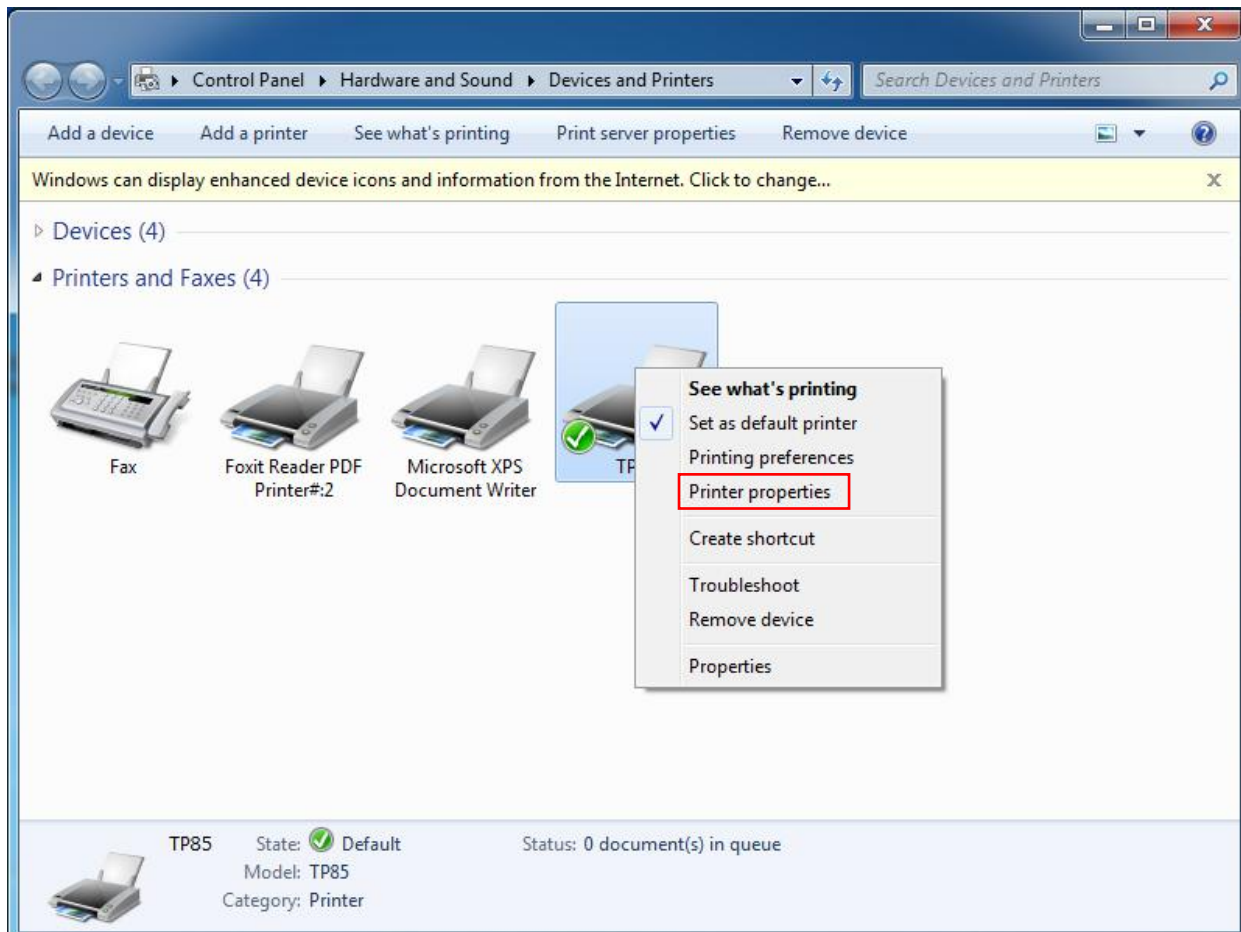 Control Panel Hardware and Sound Devices and Printers Search Devices and Printers
Add a device Add a printer See what's printing Print server properties Remove device
Windows can display enhanced device icons and information from the Internet. Click to change...
Devices (4)
Printers and Faxes (4)
Fax
Foxit Reader PDF
Printer#:2
Microsoft XPS
Document Writer
TP
See what's printing
Set as default printer
Printing preferences
Printer properties
Create shortcut
Troubleshoot
Remove device
Properties
TP85 State: Default Status: 0 document(s) in queue
Model: TP85
Category: Printer